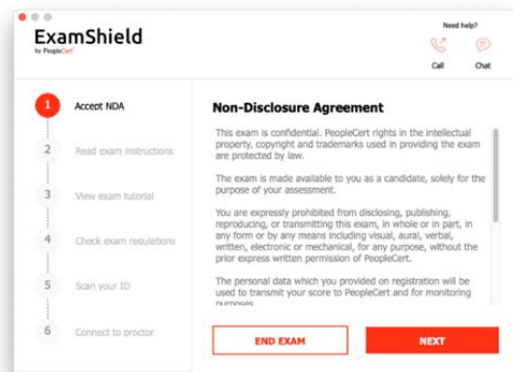 Need help?
ExamShield
by PeopleCert
Call
Chat
1 Accept NDA
2 Read exam instructions
3 View exam tutorial
4 Check exam regulations
5 Scan your ID
6 Connect to proctor
Non-Disclosure Agreement
This exam is confidential. PeopleCert rights in the intellectual
property, copyright and trademarks used in providing the exam
are protected by law.
The exam is made available to you as a candidate, solely for the
purpose of your assessment.
You are expressly prohibited from disclosing, publishing,
reproducing, or transmitting this exam, in whole or in part, in
any form or by any means including visual, aural, verbal,
written, electronic or mechanical, for any purpose, without the
prior express written permission of PeopleCert.
The personal data which you provided on registration will be
used to transmit your score to PeopleCert and for monitoring
purposes
END EXAM
NEXT